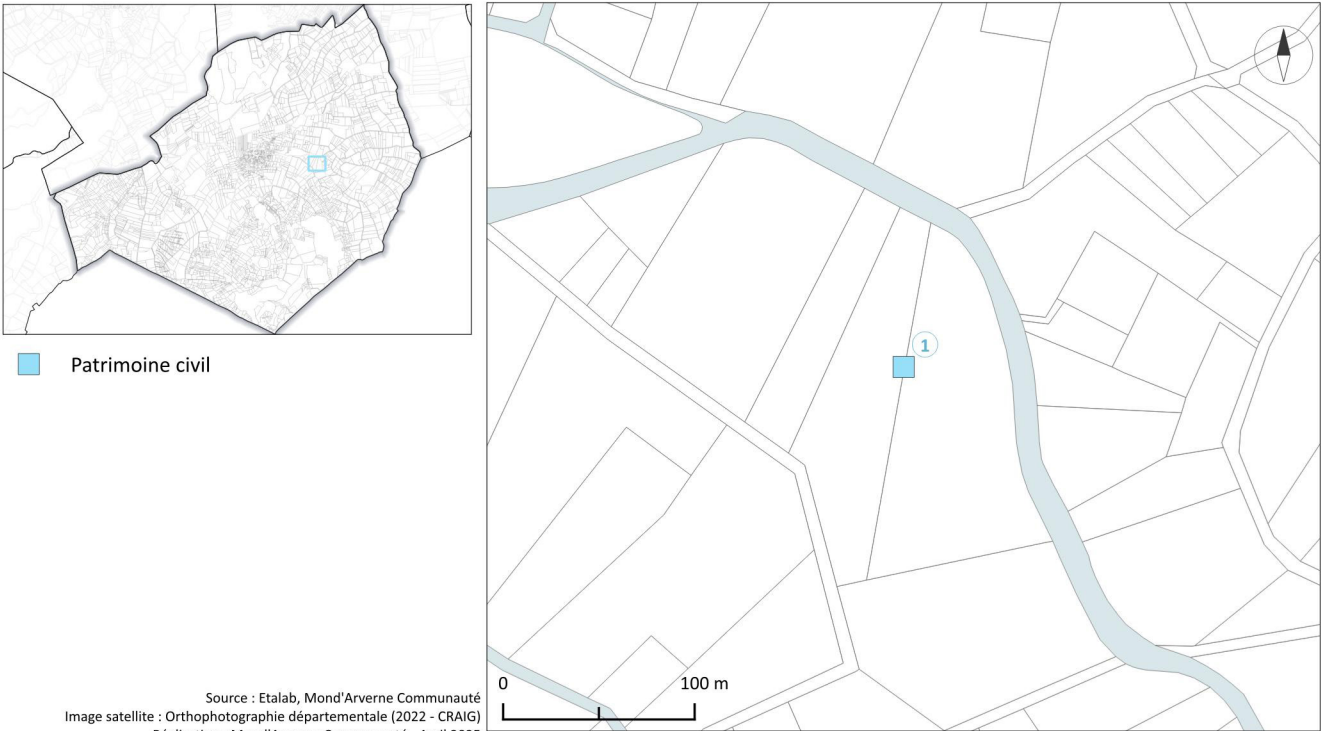 Patrimoine civil
1
0 100 m
Source : Etalab, Mond'Arverne Communauté
Image satellite : Orthophotographie départementale (2022 - CRAIG)